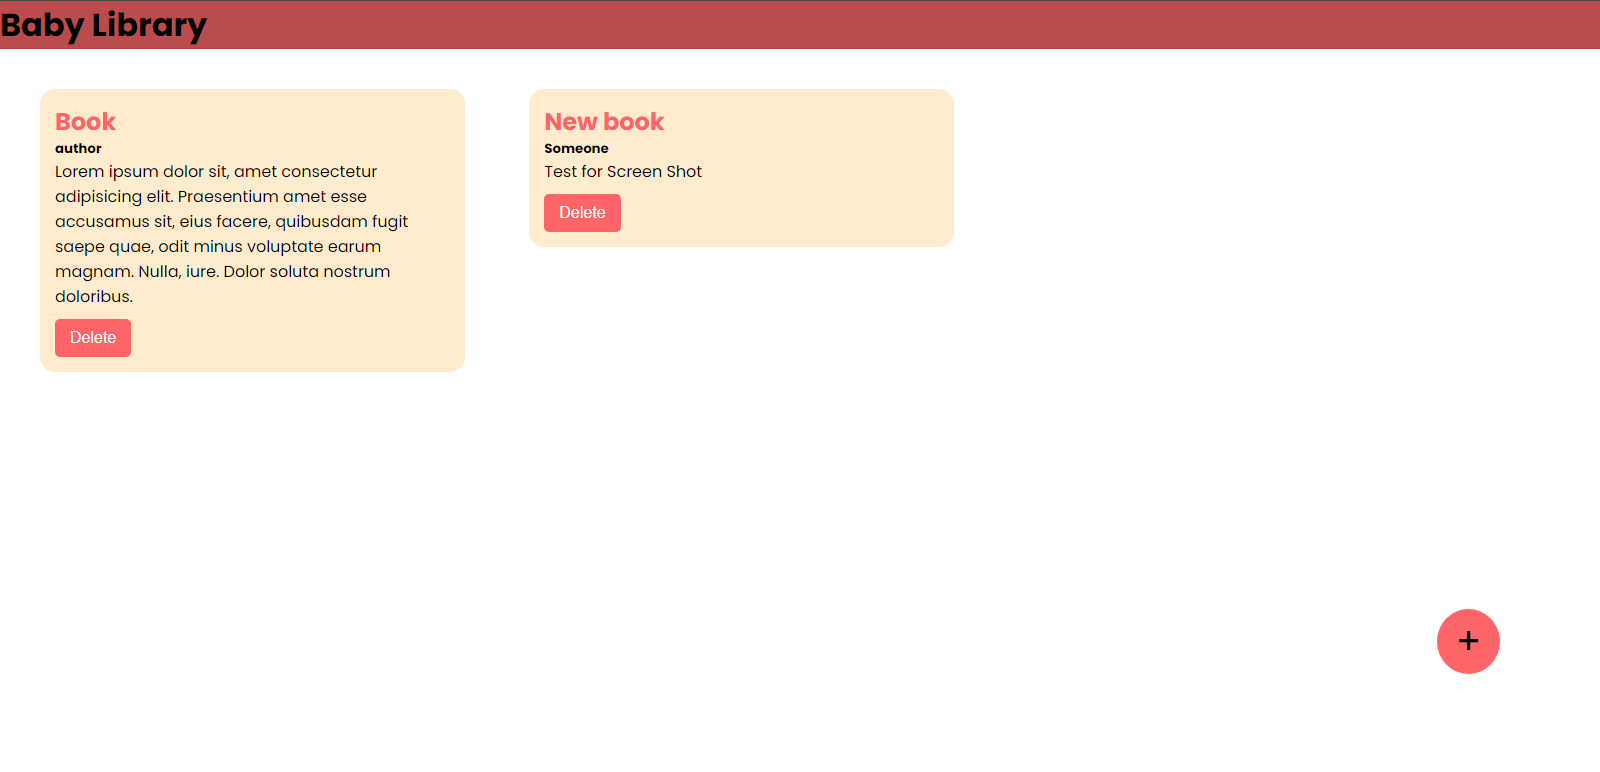 Baby Library
Book
author
Lorem ipsum dolor sit, amet consectetur
adipisicing elit. Praesentium amet esse
accusamus sit, eius facere, quibusdam fugit
saepe quae, odit minus voluptate earum
magnam. Nulla, iure. Dolor soluta nostrum
doloribus.
Delete
New book
Someone
Test for Screen Shot
Delete
+